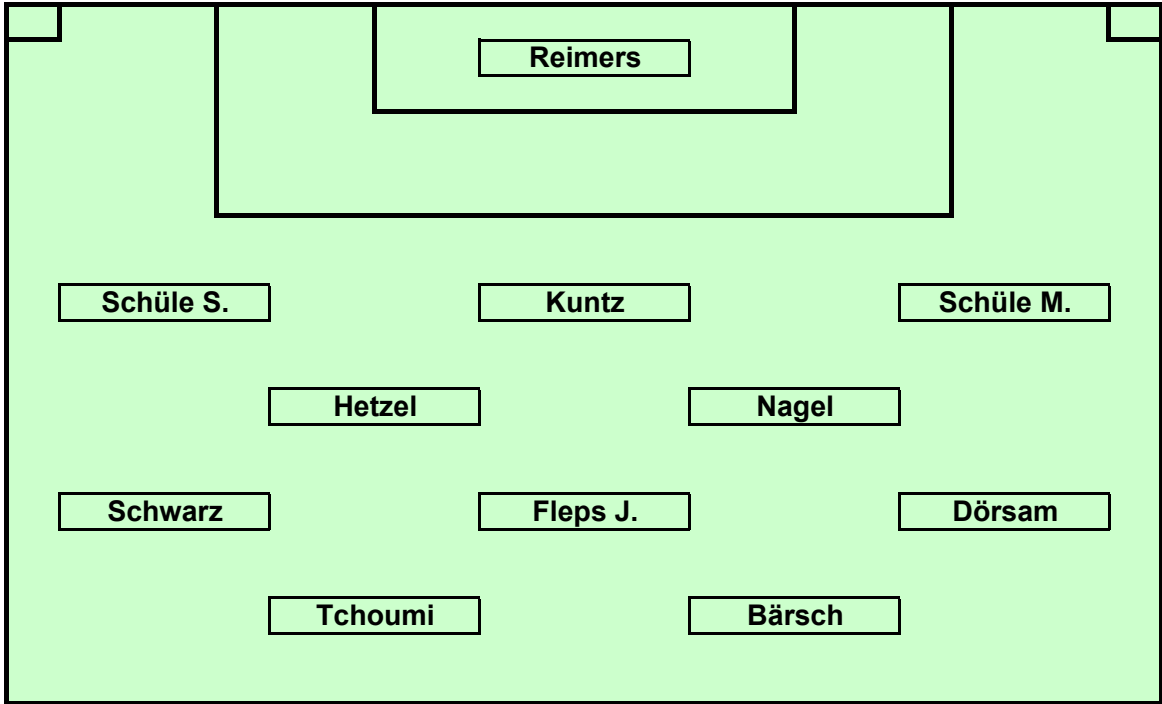 Reimers
Schüle S. Kuntz Schüle M.
Hetzel Nagel
Schwarz Fleps J. Dörsam
Tchoumi Bärsch